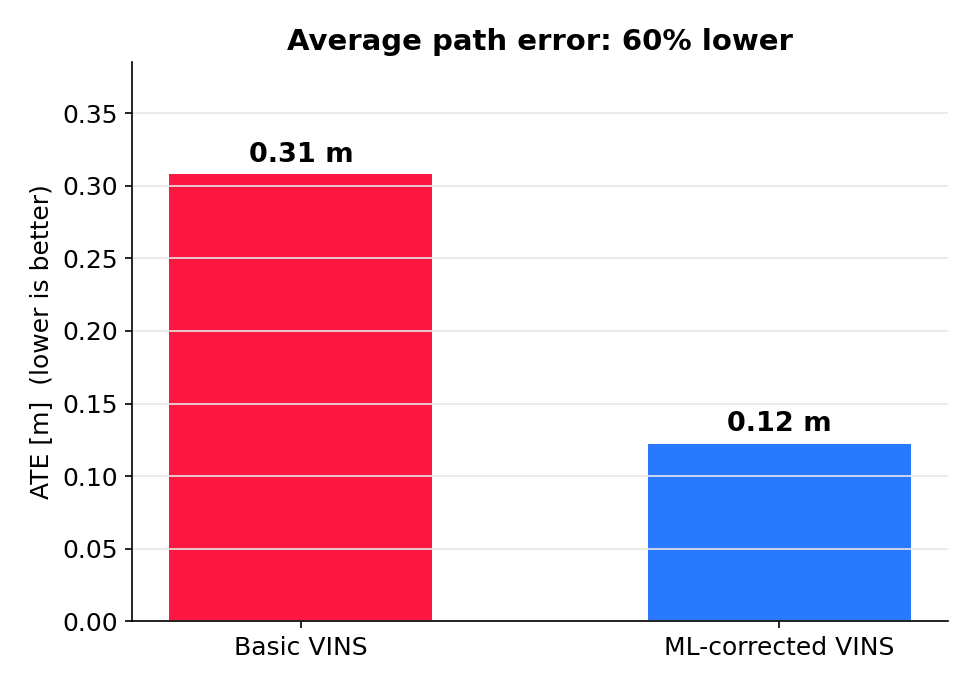 Average path error: 60% lower
ATE [m]  (lower is better)
0.35
0.30
0.25
0.20
0.15
0.10
0.05
0.00
0.31 m
0.12 m
Basic VINS
ML-corrected VINS